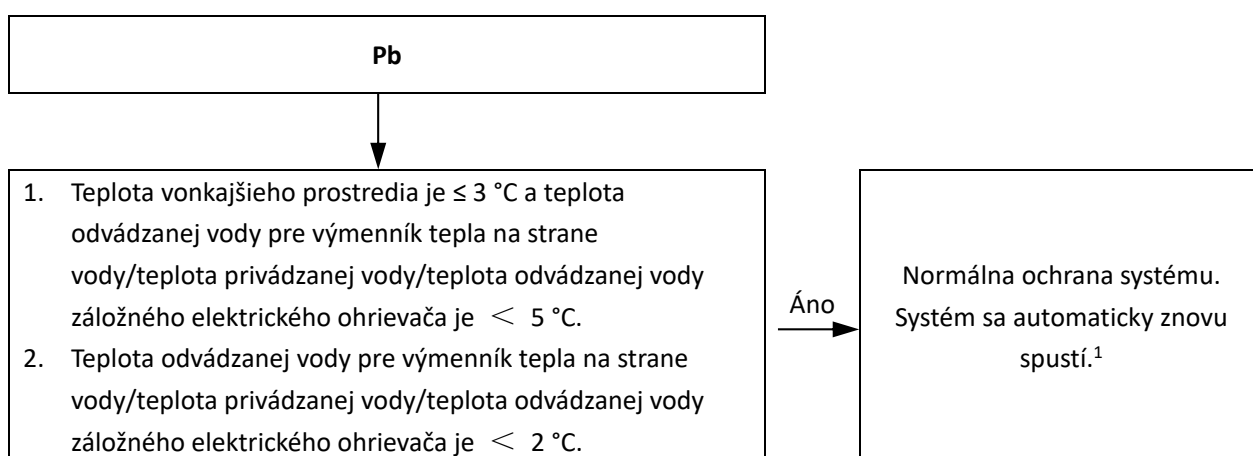 Pb
1. Teplota vonkajšieho prostredia je ≤ 3 °C a teplota
odvádzanej vody pre výmenník tepla na strane
vody/teplota privádzanej vody/teplota odvádzanej vody
záložného elektrického ohrievača je ＜ 5 °C.
2. Teplota odvádzanej vody pre výmenník tepla na strane
vody/teplota privádzanej vody/teplota odvádzanej vody
záložného elektrického ohrievača je ＜ 2 °C.
Áno
Normálna ochrana systému.
Systém sa automaticky znovu
spustí.¹